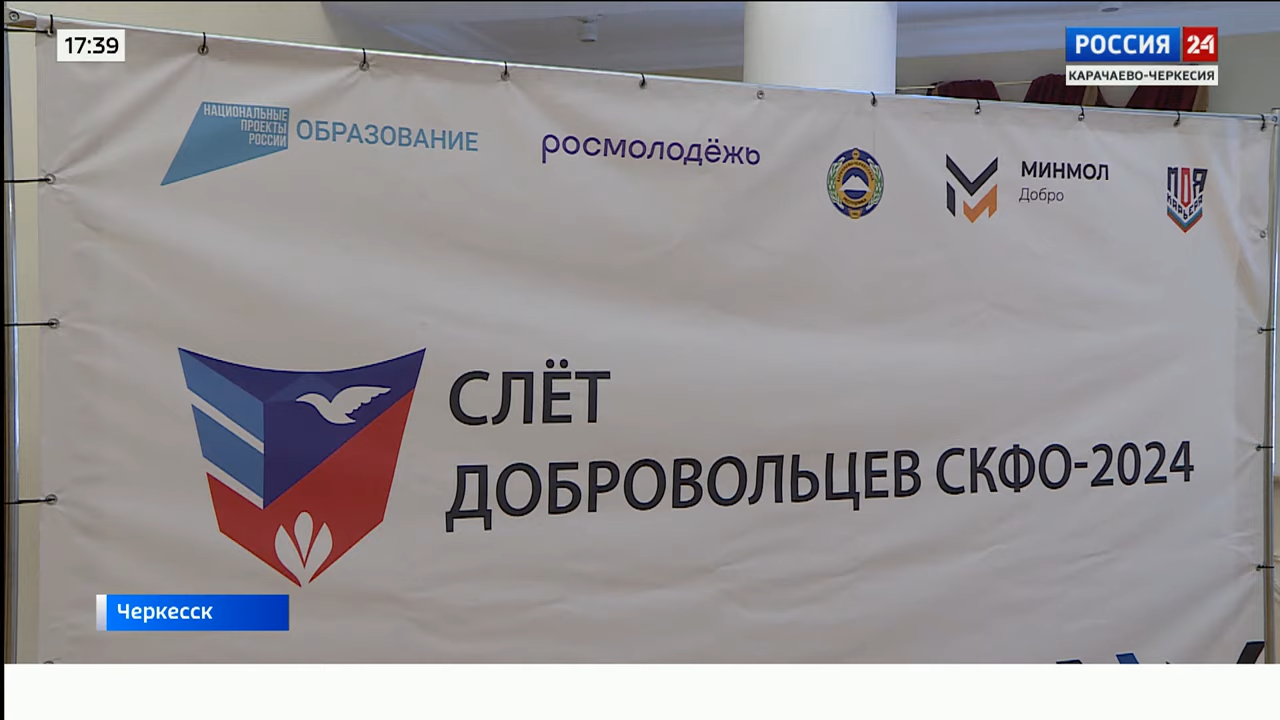 17:39
РОССИЯ 24
КАРАЧАЕВО-ЧЕРКЕСИЯ
НАЦИОНАЛЬНЫЕ
ПРОЕКТЫ
РОССИИ
ОБРАЗОВАНИЕ
росмолодёжь
МИНМОЛ
Добро
МОЯ
СЛЁТ
ДОБРОВОЛЬЦЕВ СКФО-2024
Черкесск